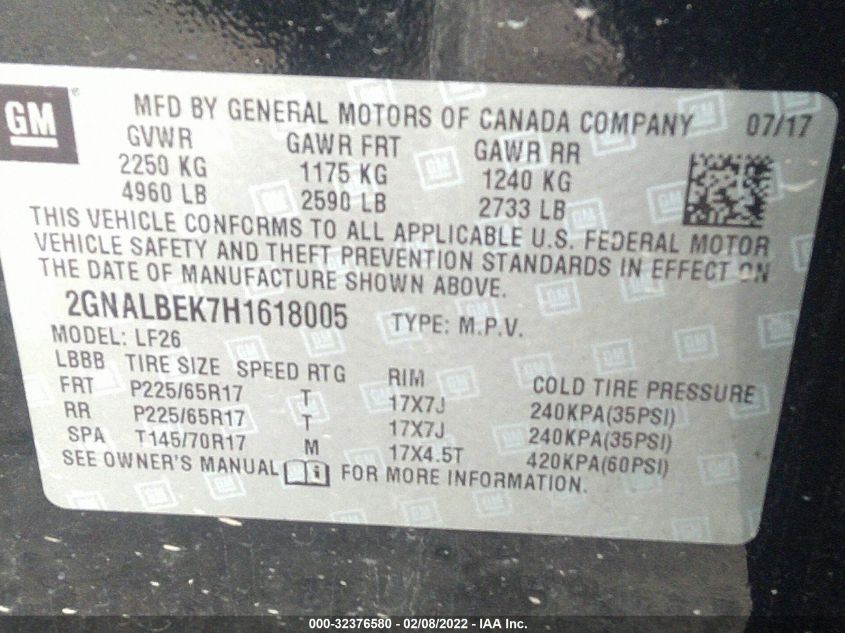 GM
MFD BY GENERAL MOTORS OF CANADA COMPANY 07/17
GVWR GAWR FRT GAWR RR
2250 KG 1175 KG 1240 KG
4960 LB 2590 LB 2733 LB
THIS VEHICLE CONFORMS TO ALL APPLICABLE U.S. FEDERAL MOTOR
VEHICLE SAFETY AND THEFT PREVENTION STANDARDS IN EFFECT ON
THE DATE OF MANUFACTURE SHOWN ABOVE.
2GNALBEK7H1618005 TYPE: M.P.V.
MODEL: LF26
LBBB TIRE SIZE SPEED RTG RIM COLD TIRE PRESSURE
FRT P225/65R17 T 17X7J 240KPA(35PSI)
RR P225/65R17 T 17X7J 240KPA(35PSI)
SPA T145/70R17 M 17X4.5T 420KPA(60PSI)
SEE OWNER'S MANUAL i FOR MORE INFORMATION.
000-32376580 - 02/08/2022 - IAA Inc.